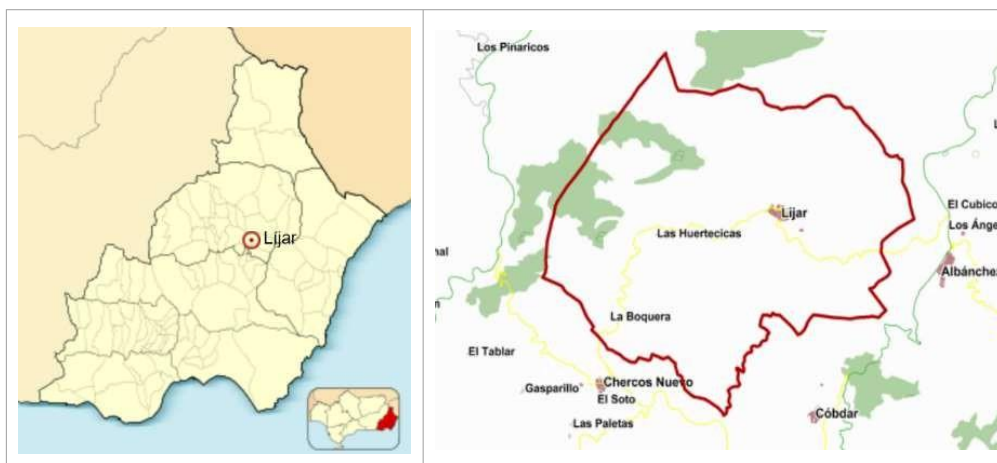 Líjar
Los Pinaricos
Líjar
El Cubico
Los Ánge
Las Huertecicas
nal
Albánchez
La Boquera
El Tablar
Chercos Nuevo
Gasparillo
El Soto
Cóbdar
Las Paletas